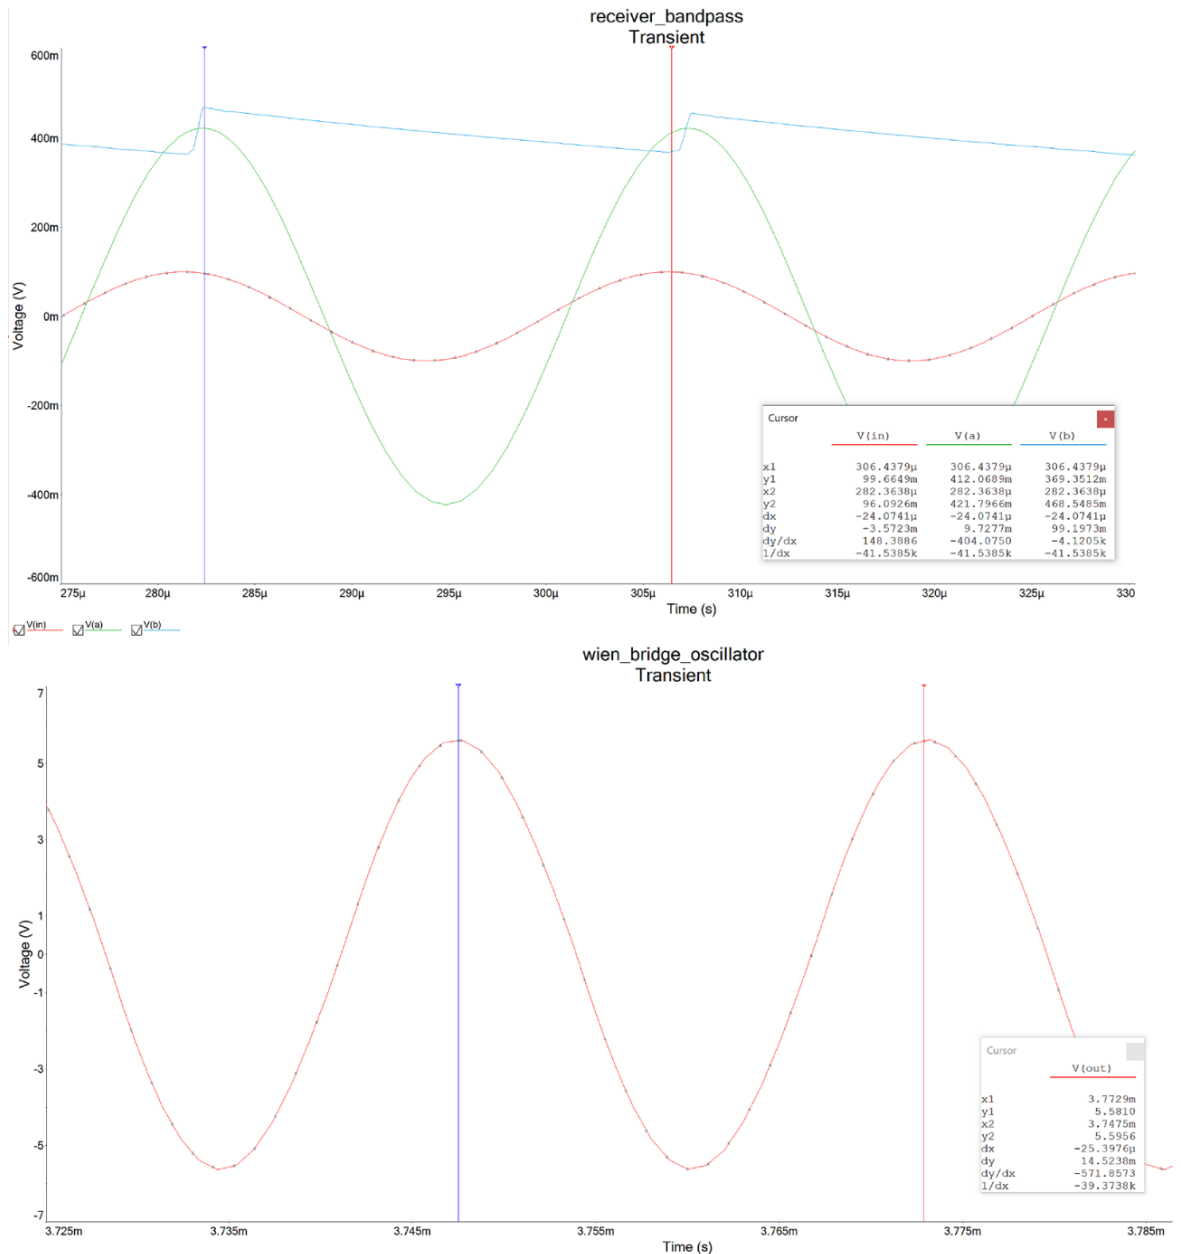 receiver_bandpass
Transient
600m
400m
200m
0m
-200m
-400m
-600m
Voltage (V)
275µ 280µ 285µ 290µ 295µ 300µ 305µ 310µ 315µ 320µ 325µ 330
Time (s)
V(in) V(a) V(b)
Cursor x
V(in) V(a) V(b)
x1 306.4379µ 306.4379µ 306.4379µ
y1 99.6649m 412.0689m 369.3512m
x2 282.3638µ 282.3638µ 282.3638µ
y2 96.0926m 421.7966m 468.5485m
dx -24.0741µ -24.0741µ -24.0741µ
dy -3.5723m 9.7277m 99.1973m
dy/dx 148.3886 -404.0750 -4.1205k
1/dx -41.5385k -41.5385k -41.5385k
wien_bridge_oscillator
Transient
7
5
3
1
0
-1
-3
-5
-7
Voltage (V)
3.725m 3.735m 3.745m 3.755m 3.765m 3.775m 3.785m
Time (s)
Cursor
V(out)
x1 3.7729m
y1 5.5810
x2 3.7475m
y2 5.5956
dx -25.3976µ
dy 14.5238m
dy/dx -571.8573
1/dx -39.3738k